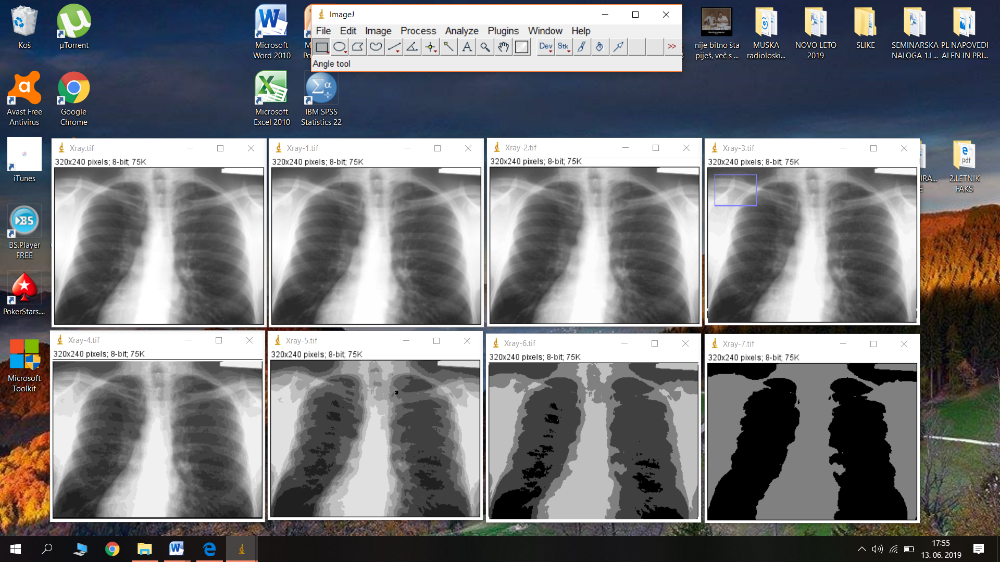 ImageJ
File Edit Image Process Analyze Plugins Window Help
Dev Stk >>
Angle tool
Koš
µTorrent
Microsoft
Word 2010
nije bitno šta
piješ, več s ...
MUSKA
radioloski...
NOVO LETO
2019
SLIKE
SEMINARSKA
NALOGA 1.L...
PL NAPOVEDI
ALEN IN PRI...
Avast Free
Antivirus
Google
Chrome
Microsoft
Excel 2010
IBM SPSS
Statistics 22
iTunes
IRA...
2.LETNIK
FAKS
BS.Player
FREE
PokerStars....
Microsoft
Toolkit
Xray.tif
320x240 pixels; 8-bit; 75K
Xray-1.tif
320x240 pixels; 8-bit; 75K
Xray-2.tif
320x240 pixels; 8-bit; 75K
Xray-3.tif
320x240 pixels; 8-bit; 75K
Xray-4.tif
320x240 pixels; 8-bit; 75K
Xray-5.tif
320x240 pixels; 8-bit; 75K
Xray-6.tif
320x240 pixels; 8-bit; 75K
Xray-7.tif
320x240 pixels; 8-bit; 75K
17:55
13. 06. 2019